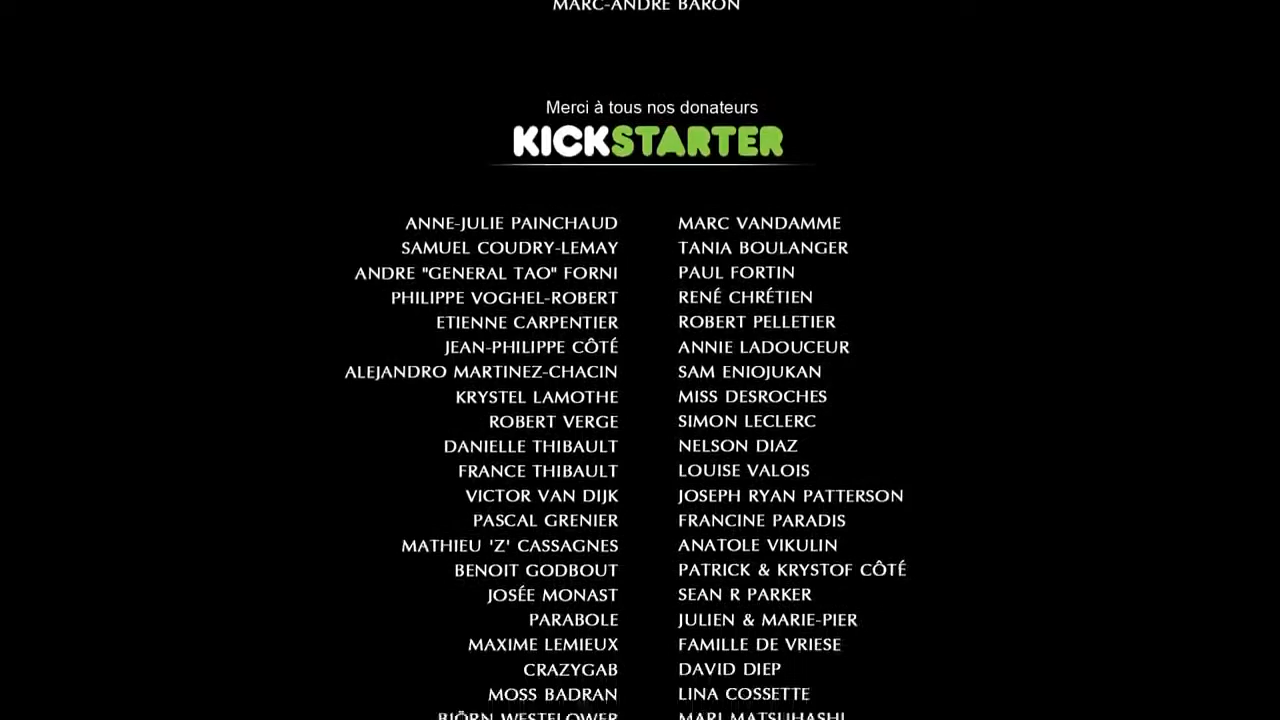 MARC-ANDRÉ BARON
Merci à tous nos donateurs
KICKSTARTER
ANNE-JULIE PAINCHAUD MARC VANDAMME
SAMUEL COUDRY-LEMAY TANIA BOULANGER
ANDRE "GENERAL TAO" FORNI PAUL FORTIN
PHILIPPE VOGHEL-ROBERT RENÉ CHRÉTIEN
ETIENNE CARPENTIER ROBERT PELLETIER
JEAN-PHILIPPE CÔTÉ ANNIE LADOUCEUR
ALEJANDRO MARTINEZ-CHACIN SAM ENIOJUKAN
KRYSTEL LAMOTHE MISS DESROCHES
ROBERT VERGE SIMON LECLERC
DANIELLE THIBAULT NELSON DIAZ
FRANCE THIBAULT LOUISE VALOIS
VICTOR VAN DIJK JOSEPH RYAN PATTERSON
PASCAL GRENIER FRANCINE PARADIS
MATHIEU 'Z' CASSAGNES ANATOLE VIKULIN
BENOIT GODBOUT PATRICK & KRYSTOF CÔTÉ
JOSÉE MONAST SEAN R PARKER
PARABOLE JULIEN & MARIE-PIER
MAXIME LEMIEUX FAMILLE DE VRIESE
CRAZYGAB DAVID DIEP
MOSS BADRAN LINA COSSETTE
BJÖRN WESTFLOWER MARI MATSUHASHI